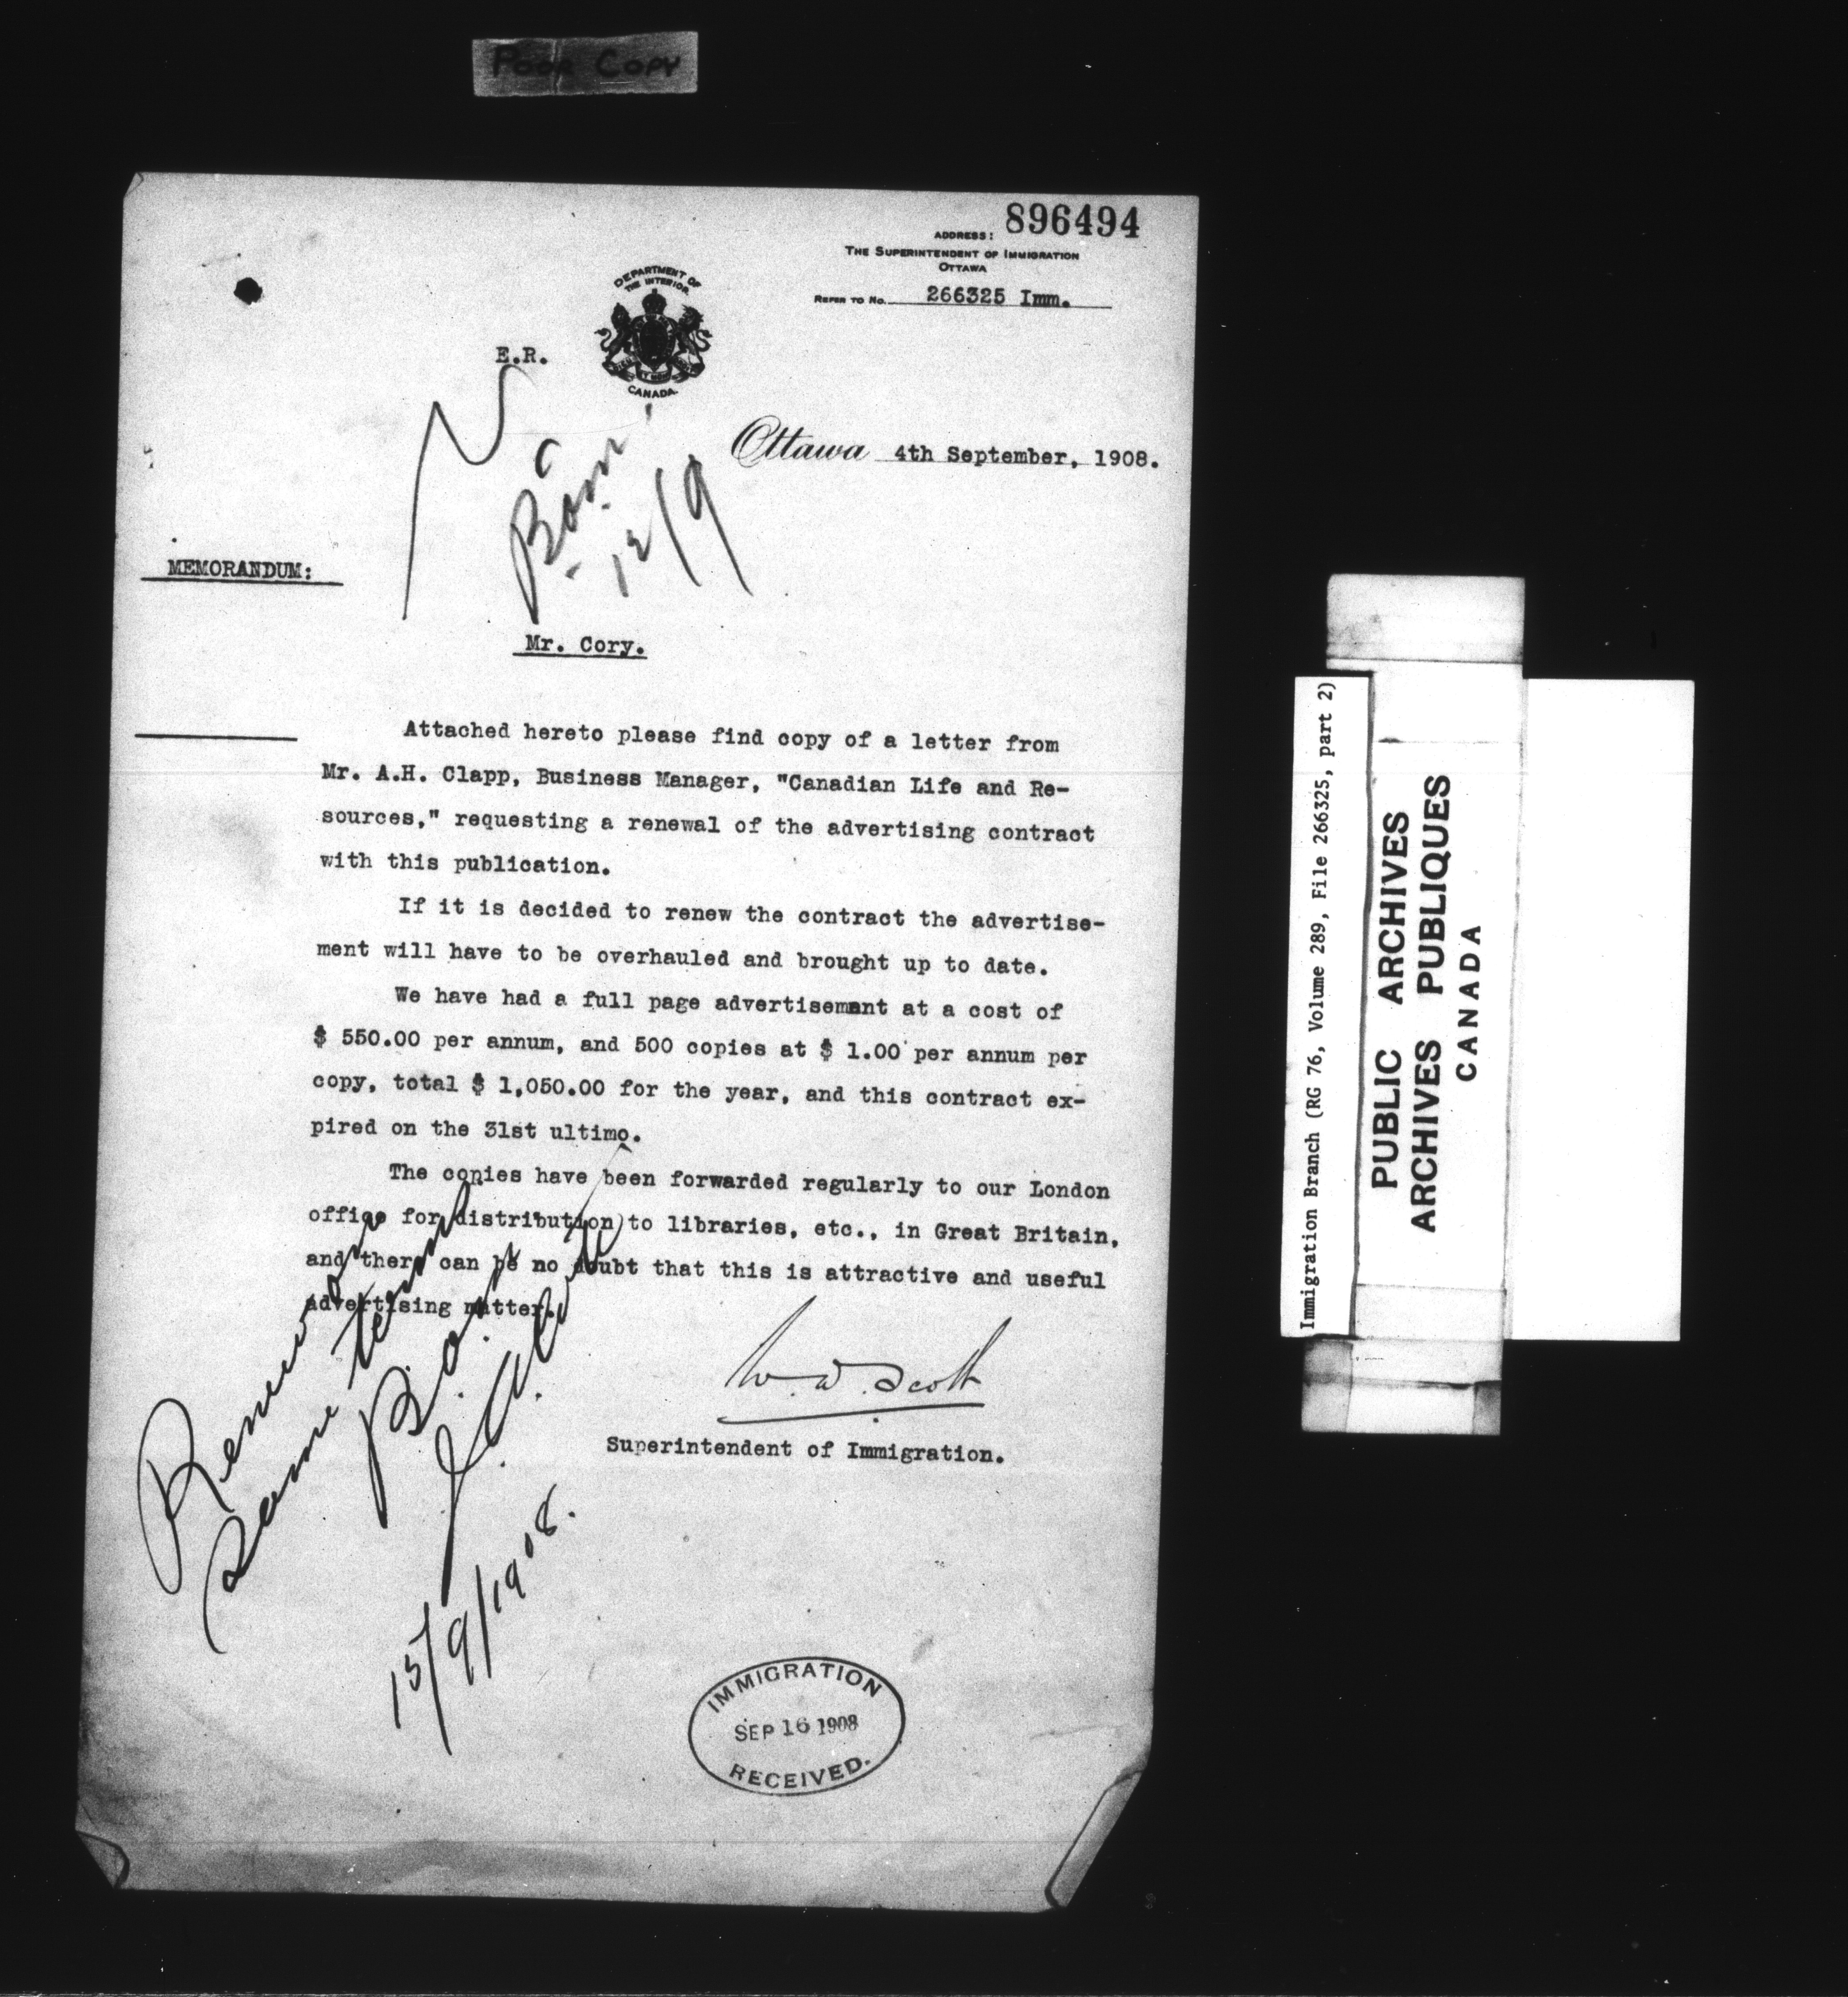 Poor Copy
896494
ADDRESS:
THE SUPERINTENDENT OF IMMIGRATION
OTTAWA
REFER TO No. 266325 Imm.
DEPARTMENT OF
THE INTERIOR
CANADA.
E.R.
Ottawa 4th September, 1908.
12/9
MEMORANDUM:
Mr. Cory.
Attached hereto please find copy of a letter from
Mr. A.H. Clapp, Business Manager, "Canadian Life and Re-
sources," requesting a renewal of the advertising contract
with this publication.
If it is decided to renew the contract the advertise-
ment will have to be overhauled and brought up to date.
We have had a full page advertisement at a cost of
$ 550.00 per annum, and 500 copies at $ 1.00 per annum per
copy, total $ 1,050.00 for the year, and this contract ex-
pired on the 31st ultimo.
The copies have been forwarded regularly to our London
office for distribution to libraries, etc., in Great Britain,
and there can be no doubt that this is attractive and useful
advertising matter.
W.D. Scott
Superintendent of Immigration.
Renew on
same terms
15/9/1908.
IMMIGRATION
SEP 16 1908
RECEIVED.
Immigration Branch (RG 76, Volume 289, File 266325, part 2)
PUBLIC ARCHIVES
ARCHIVES PUBLIQUES
CANADA